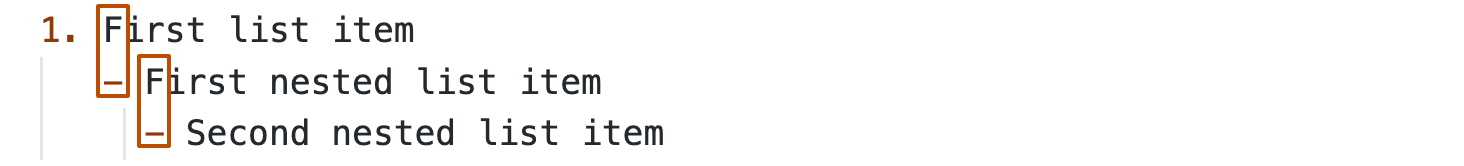 1. First list item
   - First nested list item
     - Second nested list item